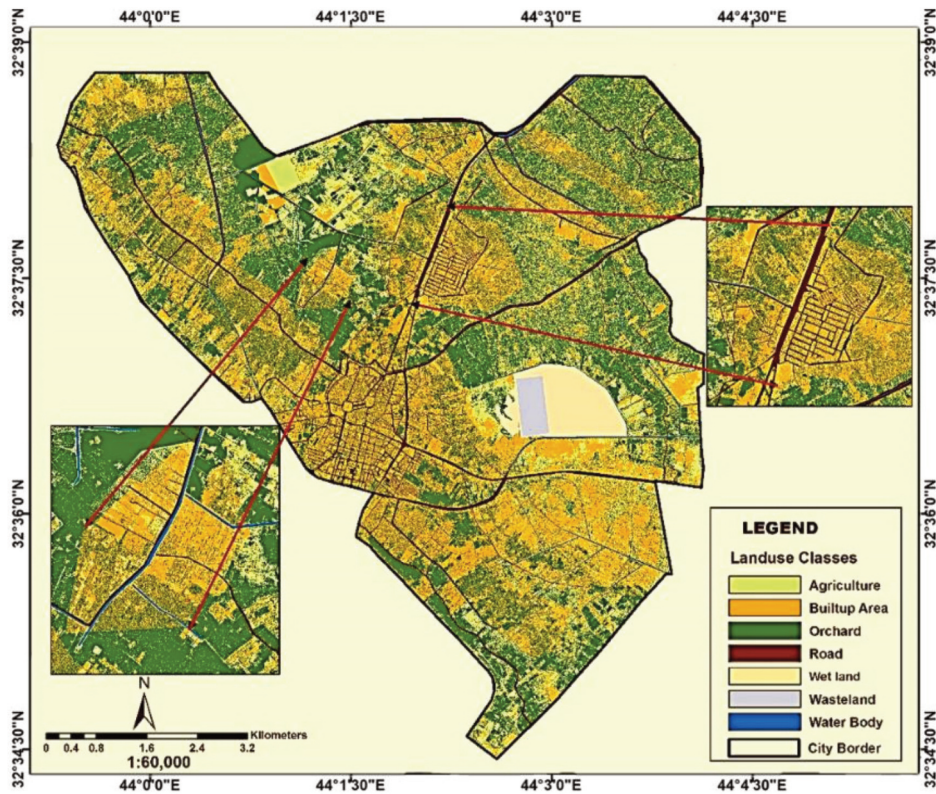 44°0'0"E 44°1'30"E 44°3'0"E 44°4'30"E
32°39'0"N 32°39'0"N
32°37'30"N 32°37'30"N
32°36'0"N 32°36'0"N
32°34'30"N 32°34'30"N
LEGEND
Landuse Classes
Agriculture
Builtup Area
Orchard
Road
Wet land
Wasteland
Water Body
City Border
N
Kilometers
0 0.4 0.8 1.6 2.4 3.2
1:60,000
44°0'0"E 44°1'30"E 44°3'0"E 44°4'30"E